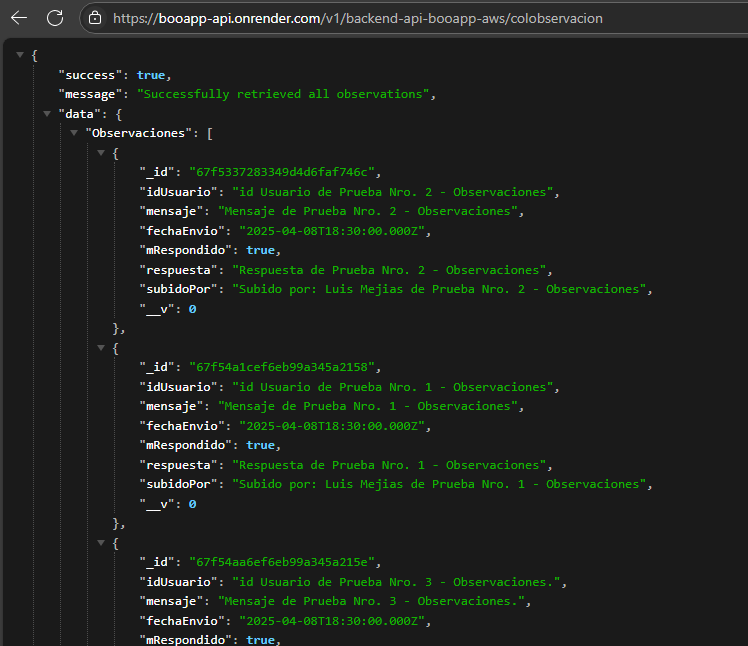 https://booapp-api.onrender.com/v1/backend-api-booapp-aws/colobservacion
{
"success": true,
"message": "Successfully retrieved all observations",
"data": {
"Observaciones": [
{
"_id": "67f5337283349d4d6faf746c",
"idUsuario": "id Usuario de Prueba Nro. 2 - Observaciones",
"mensaje": "Mensaje de Prueba Nro. 2 - Observaciones",
"fechaEnvio": "2025-04-08T18:30:00.000Z",
"mRespondido": true,
"respuesta": "Respuesta de Prueba Nro. 2 - Observaciones",
"subidoPor": "Subido por: Luis Mejias de Prueba Nro. 2 - Observaciones",
"__v": 0
},
{
"_id": "67f54a1cef6eb99a345a2158",
"idUsuario": "id Usuario de Prueba Nro. 1 - Observaciones",
"mensaje": "Mensaje de Prueba Nro. 1 - Observaciones",
"fechaEnvio": "2025-04-08T18:30:00.000Z",
"mRespondido": true,
"respuesta": "Respuesta de Prueba Nro. 1 - Observaciones",
"subidoPor": "Subido por: Luis Mejias de Prueba Nro. 1 - Observaciones",
"__v": 0
},
{
"_id": "67f54aa6ef6eb99a345a215e",
"idUsuario": "id Usuario de Prueba Nro. 3 - Observaciones.",
"mensaje": "Mensaje de Prueba Nro. 3 - Observaciones.",
"fechaEnvio": "2025-04-08T18:30:00.000Z",
"mRespondido": true,